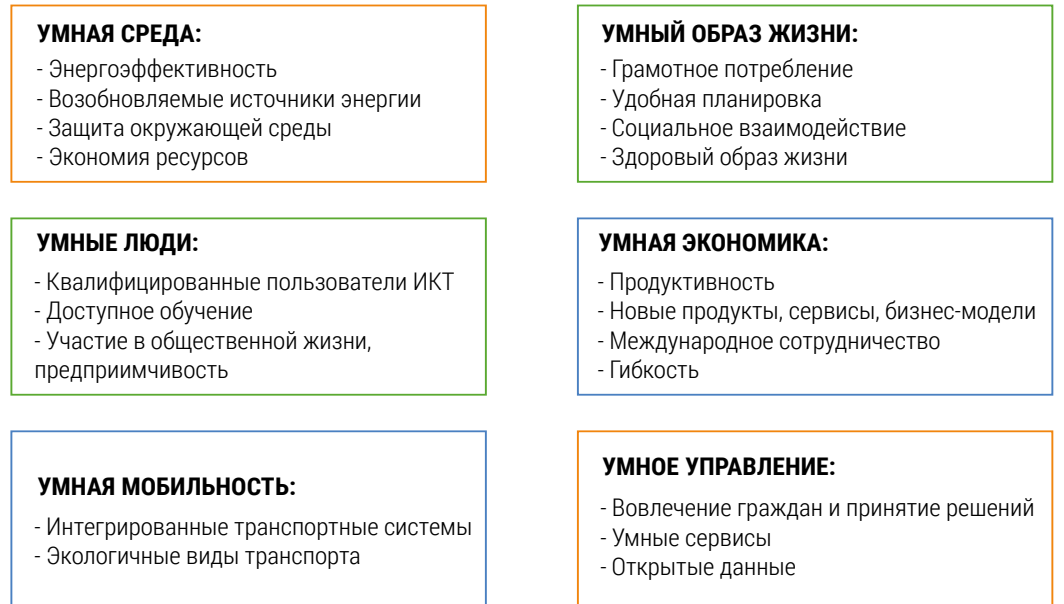 УМНАЯ СРЕДА:
- Энергоэффективность
- Возобновляемые источники энергии
- Защита окружающей среды
- Экономия ресурсов
УМНЫЙ ОБРАЗ ЖИЗНИ:
- Грамотное потребление
- Удобная планировка
- Социальное взаимодействие
- Здоровый образ жизни
УМНЫЕ ЛЮДИ:
- Квалифицированные пользователи ИКТ
- Доступное обучение
- Участие в общественной жизни,
предприимчивость
УМНАЯ ЭКОНОМИКА:
- Продуктивность
- Новые продукты, сервисы, бизнес-модели
- Международное сотрудничество
- Гибкость
УМНАЯ МОБИЛЬНОСТЬ:
- Интегрированные транспортные системы
- Экологичные виды транспорта
УМНОЕ УПРАВЛЕНИЕ:
- Вовлечение граждан и принятие решений
- Умные сервисы
- Открытые данные